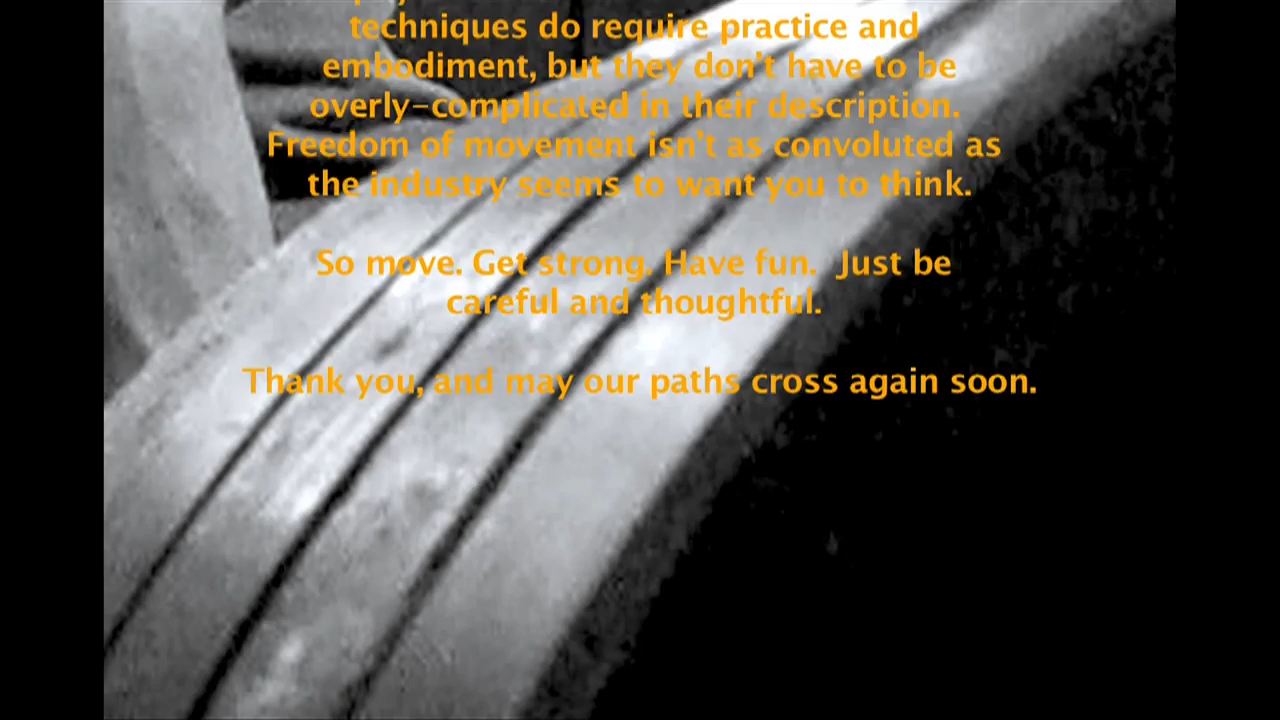 techniques do require practice and
embodiment, but they don't have to be
overly-complicated in their description.
Freedom of movement isn't as convoluted as
the industry seems to want you to think.
So move. Get strong. Have fun.  Just be
careful and thoughtful.
Thank you, and may our paths cross again soon.